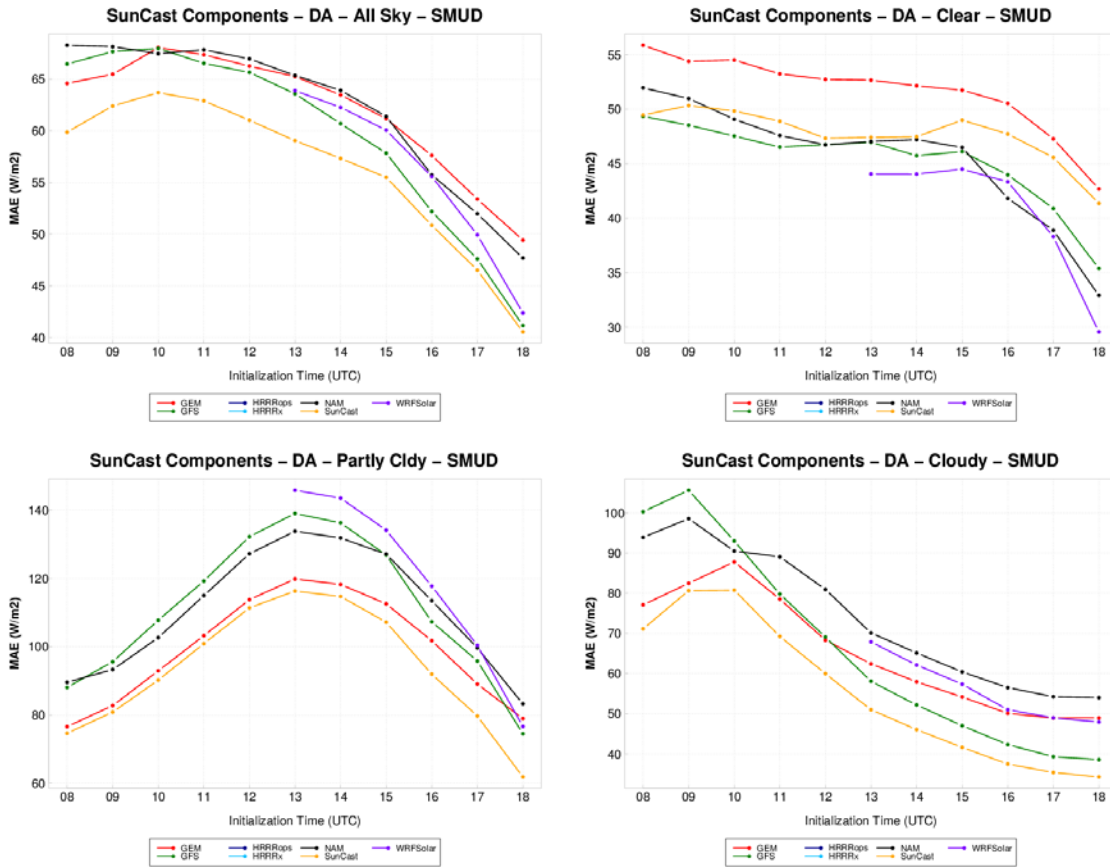 SunCast Components – DA – All Sky – SMUD
MAE (W/m2)
65
60
55
50
45
40
08 09 10 11 12 13 14 15 16 17 18
Initialization Time (UTC)
GEM HRRRops NAM WRFSolar
GFS HRRRx SunCast
SunCast Components – DA – Clear – SMUD
MAE (W/m2)
55
50
45
40
35
30
08 09 10 11 12 13 14 15 16 17 18
Initialization Time (UTC)
GEM HRRRops NAM WRFSolar
GFS HRRRx SunCast
SunCast Components – DA – Partly Cldy – SMUD
MAE (W/m2)
140
120
100
80
60
08 09 10 11 12 13 14 15 16 17 18
Initialization Time (UTC)
GEM HRRRops NAM WRFSolar
GFS HRRRx SunCast
SunCast Components – DA – Cloudy – SMUD
MAE (W/m2)
100
90
80
70
60
50
40
08 09 10 11 12 13 14 15 16 17 18
Initialization Time (UTC)
GEM HRRRops NAM WRFSolar
GFS HRRRx SunCast